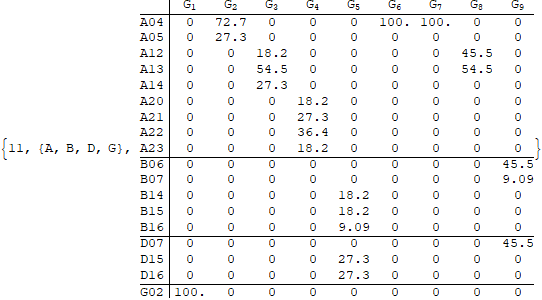 G₁ G₂ G₃ G₄ G₅ G₆ G₇ G₈ G₉
A04 0 72.7 0 0 0 100. 100. 0 0
A05 0 27.3 0 0 0 0 0 0 0
A12 0 0 18.2 0 0 0 0 45.5 0
A13 0 0 54.5 0 0 0 0 54.5 0
A14 0 0 27.3 0 0 0 0 0 0
A20 0 0 0 18.2 0 0 0 0 0
A21 0 0 0 27.3 0 0 0 0 0
A22 0 0 0 36.4 0 0 0 0 0
{11, {A, B, D, G}, A23 0 0 0 18.2 0 0 0 0 0 }
B06 0 0 0 0 0 0 0 0 45.5
B07 0 0 0 0 0 0 0 0 9.09
B14 0 0 0 0 18.2 0 0 0 0
B15 0 0 0 0 18.2 0 0 0 0
B16 0 0 0 0 9.09 0 0 0 0
D07 0 0 0 0 0 0 0 0 45.5
D15 0 0 0 0 27.3 0 0 0 0
D16 0 0 0 0 27.3 0 0 0 0
G02 100. 0 0 0 0 0 0 0 0